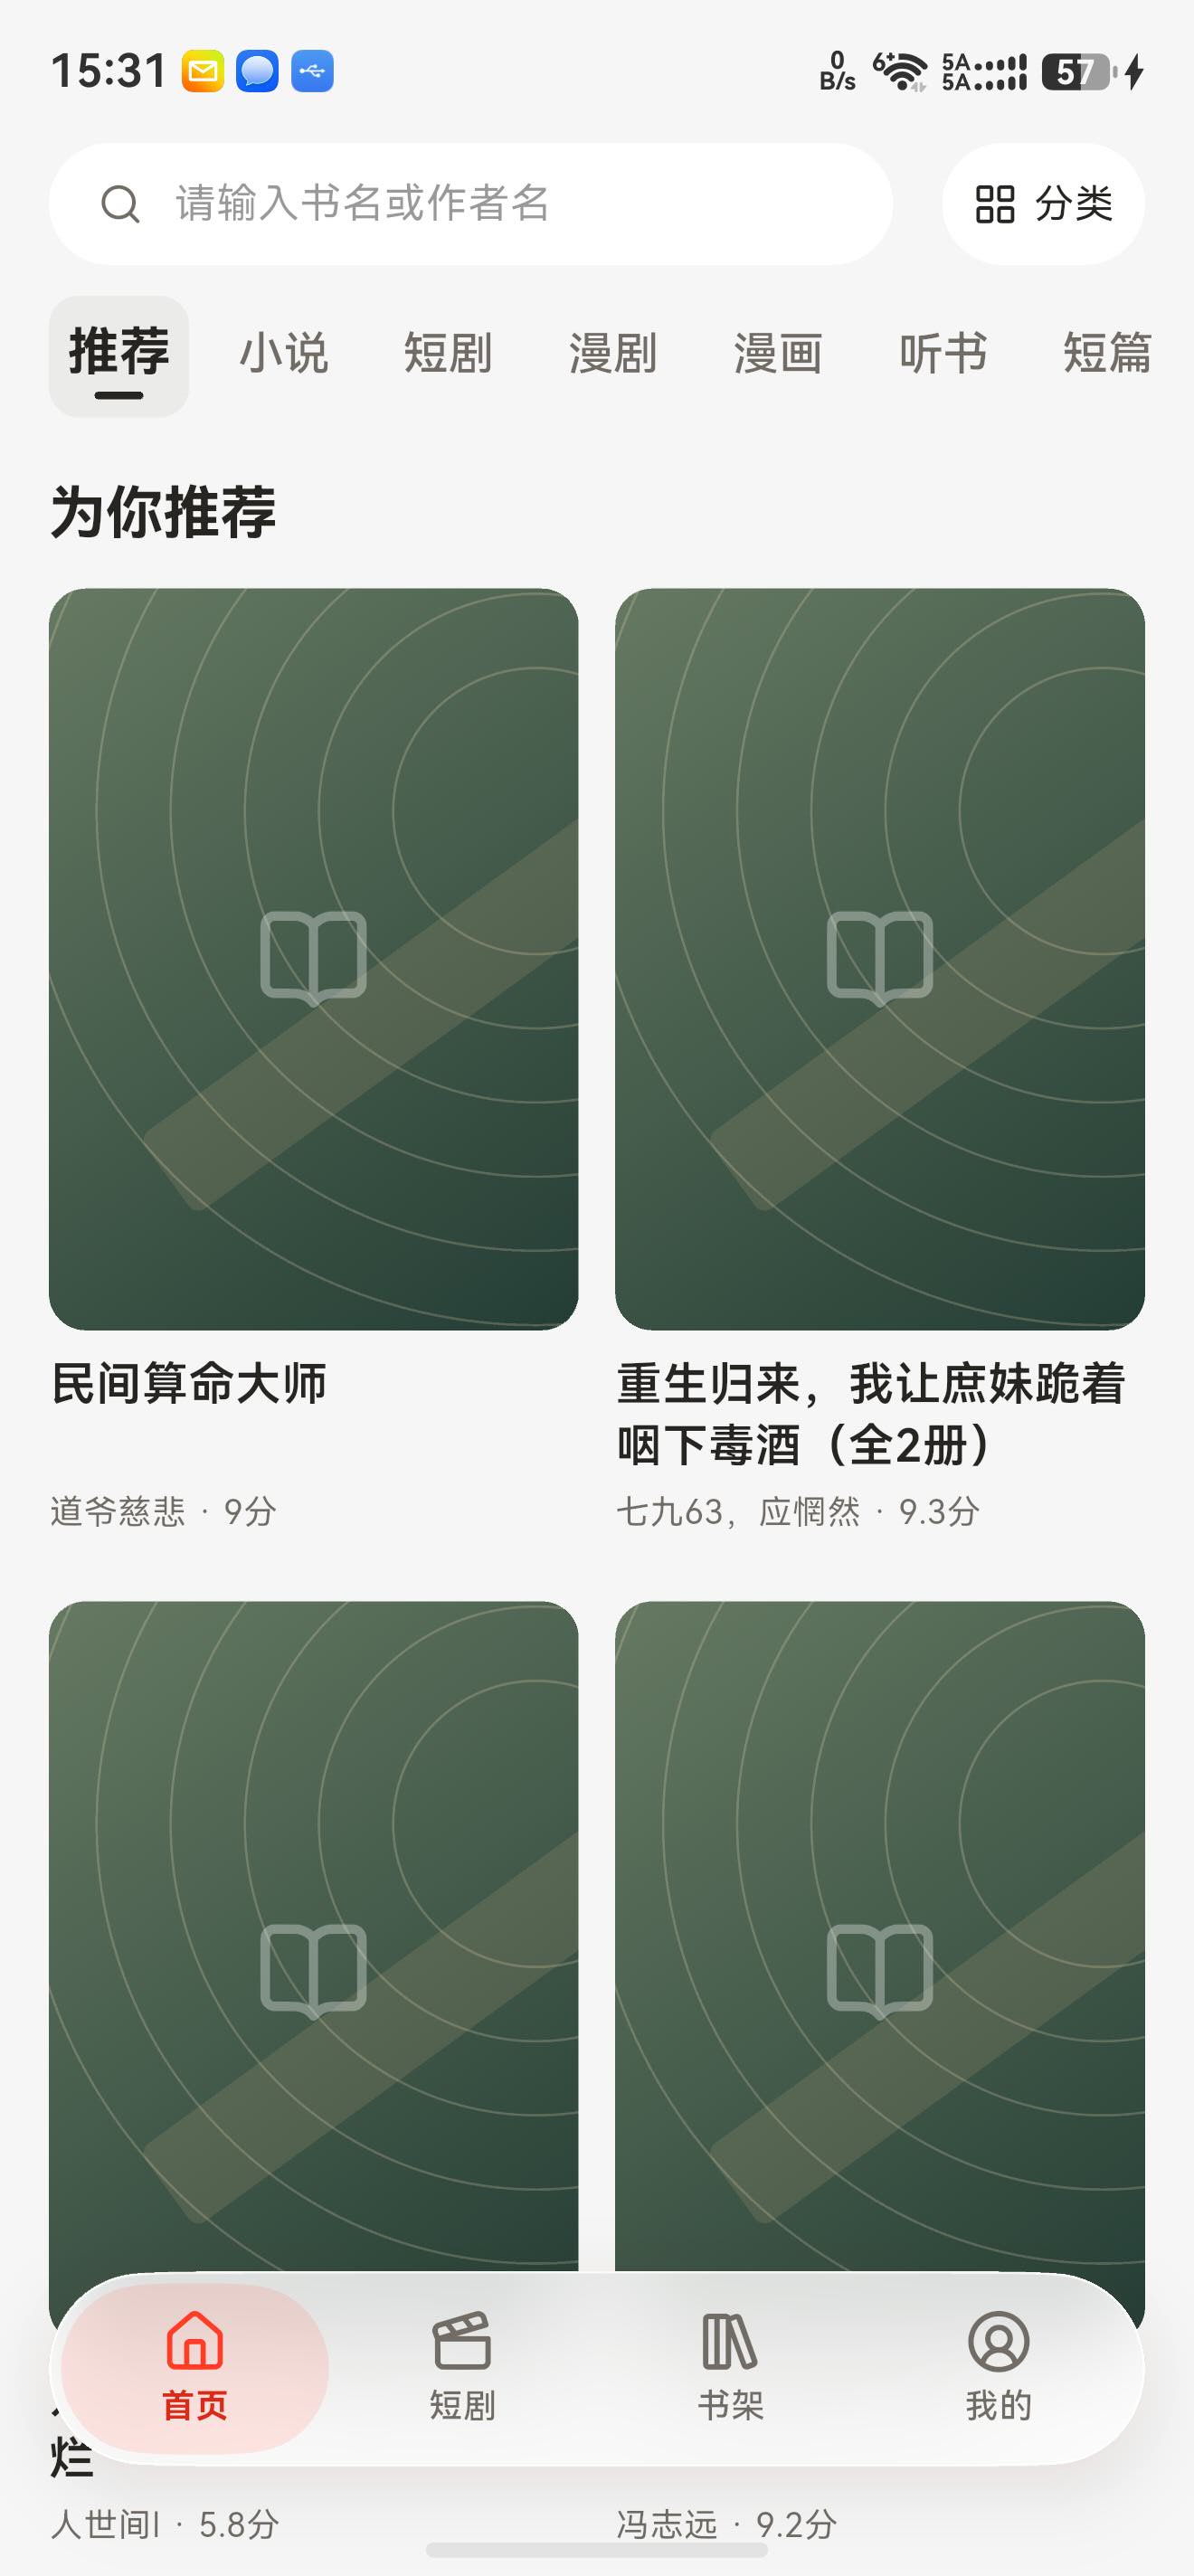 15:31
0 B/s 6+ 5A 5A 57
请输入书名或作者名
分类
推荐 小说 短剧 漫剧 漫画 听书 短篇
为你推荐
民间算命大师
道爷慈悲 · 9分
重生归来，我让庶妹跪着
咽下毒酒（全2册）
七九63，应惘然 · 9.3分
首页 短剧 书架 我的
烂
人世间l · 5.8分
冯志远 · 9.2分